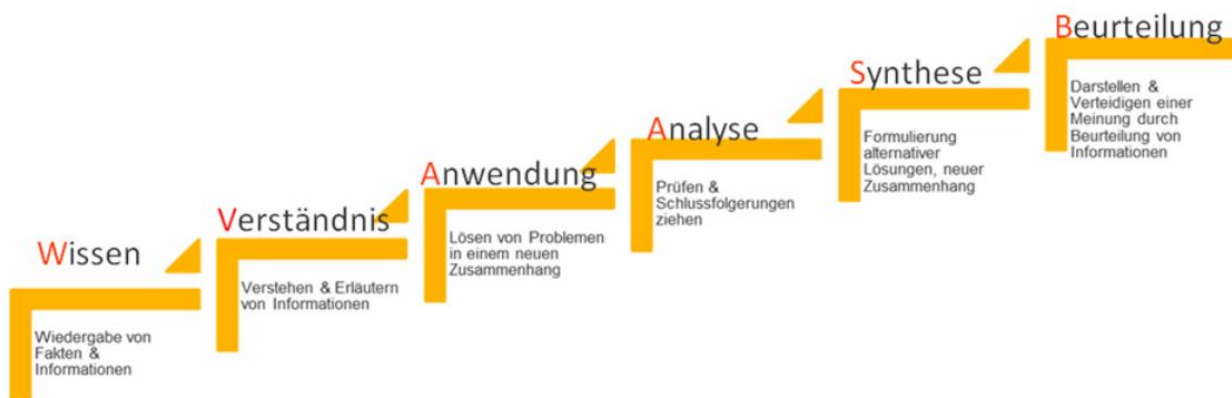 Wissen
Wiedergabe von
Fakten &
Informationen
Verständnis
Verstehen & Erläutern
von Informationen
Anwendung
Lösen von Problemen
in einem neuen
Zusammenhang
Analyse
Prüfen &
Schlussfolgerungen
ziehen
Synthese
Formulierung
alternativer
Lösungen, neuer
Zusammenhang
Beurteilung
Darstellen &
Verteidigen einer
Meinung durch
Beurteilung von
Informationen